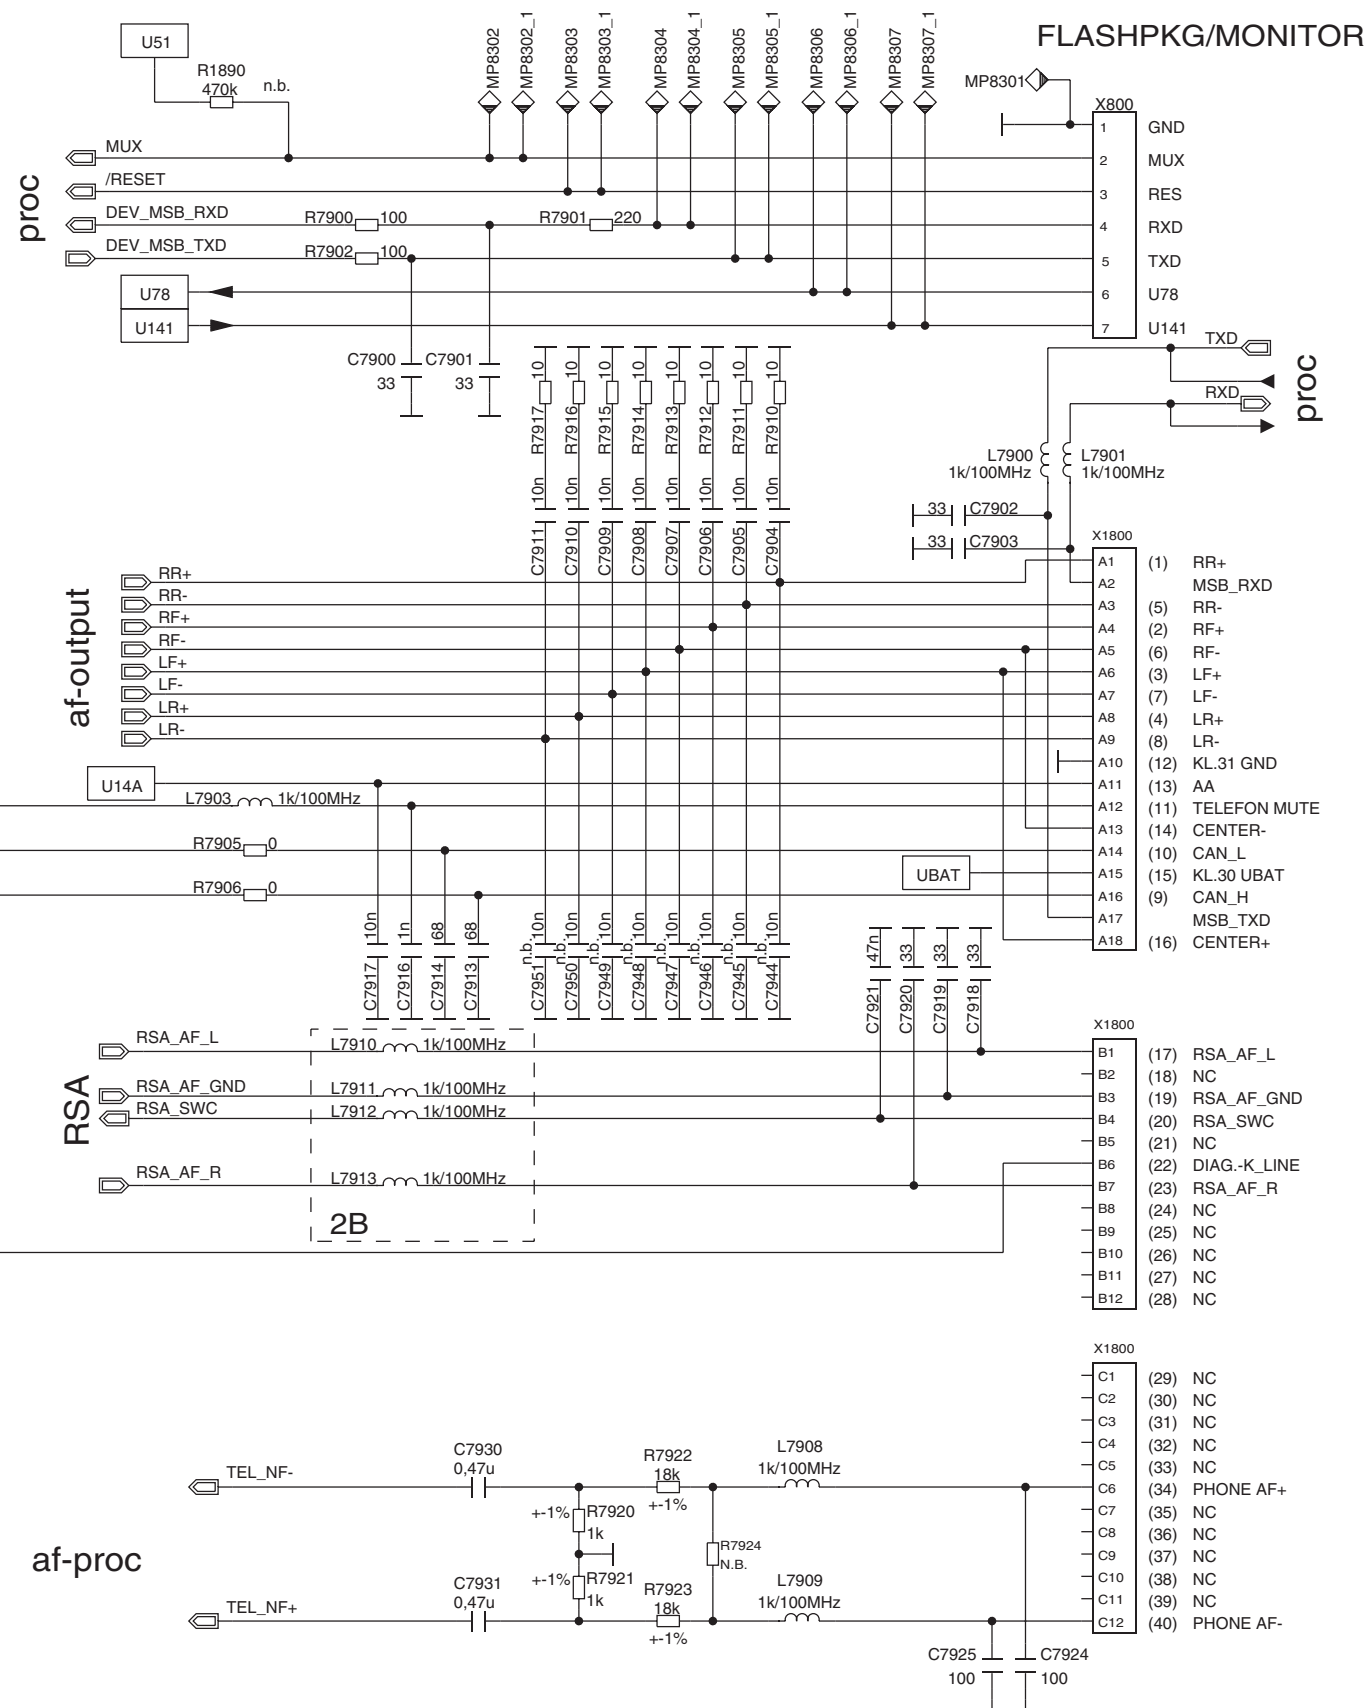 FLASHPKG/MONITOR
U51
R1890
470k
n.b.
MP8302
MP8302_1
MP8303
MP8303_1
MP8304
MP8304_1
MP8305
MP8305_1
MP8306
MP8306_1
MP8307
MP8307_1
MP8301
X800
1 GND
2 MUX
3 RES
4 RXD
5 TXD
6 U78
7 U141
proc
MUX
/RESET
DEV_MSB_RXD
R7900 100
R7901 220
DEV_MSB_TXD
R7902 100
U78
U141
C7900
33
C7901
33
R7917 10
R7916 10
R7915 10
R7914 10
R7913 10
R7912 10
R7911 10
R7910 10
C7911 10n
C7910 10n
C7909 10n
C7908 10n
C7907 10n
C7906 10n
C7905 10n
C7904 10n
TXD
RXD
proc
L7900
1k/100MHz
L7901
1k/100MHz
33 C7902
33 C7903
af-output
RR+
RR-
RF+
RF-
LF+
LF-
LR+
LR-
X1800
A1 (1) RR+
A2 MSB_RXD
A3 (5) RR-
A4 (2) RF+
A5 (6) RF-
A6 (3) LF+
A7 (7) LF-
A8 (4) LR+
A9 (8) LR-
A10 (12) KL.31 GND
A11 (13) AA
A12 (11) TELEFON MUTE
A13 (14) CENTER-
A14 (10) CAN_L
A15 (15) KL.30 UBAT
A16 (9) CAN_H
A17 MSB_TXD
A18 (16) CENTER+
U14A
L7903 1k/100MHz
R7905 0
R7906 0
UBAT
C7917 10n
C7916 1n
C7914 68
C7913 68
C7951 n.b. 10n
C7950 n.b. 10n
C7949 n.b. 10n
C7948 n.b. 10n
C7947 n.b. 10n
C7946 n.b. 10n
C7945 n.b. 10n
C7944 n.b. 10n
C7921 47n
C7920 33
C7919 33
C7918 33
RSA
RSA_AF_L
L7910 1k/100MHz
RSA_AF_GND
L7911 1k/100MHz
RSA_SWC
L7912 1k/100MHz
RSA_AF_R
L7913 1k/100MHz
2B
X1800
B1 (17) RSA_AF_L
B2 (18) NC
B3 (19) RSA_AF_GND
B4 (20) RSA_SWC
B5 (21) NC
B6 (22) DIAG.-K_LINE
B7 (23) RSA_AF_R
B8 (24) NC
B9 (25) NC
B10 (26) NC
B11 (27) NC
B12 (28) NC
X1800
C1 (29) NC
C2 (30) NC
C3 (31) NC
C4 (32) NC
C5 (33) NC
C6 (34) PHONE AF+
C7 (35) NC
C8 (36) NC
C9 (37) NC
C10 (38) NC
C11 (39) NC
C12 (40) PHONE AF-
af-proc
TEL_NF-
C7930
0,47u
R7922
18k
+-1%
L7908
1k/100MHz
+-1% R7920
1k
R7924
N.B.
+-1% R7921
1k
TEL_NF+
C7931
0,47u
R7923
18k
+-1%
L7909
1k/100MHz
C7925
100
C7924
100